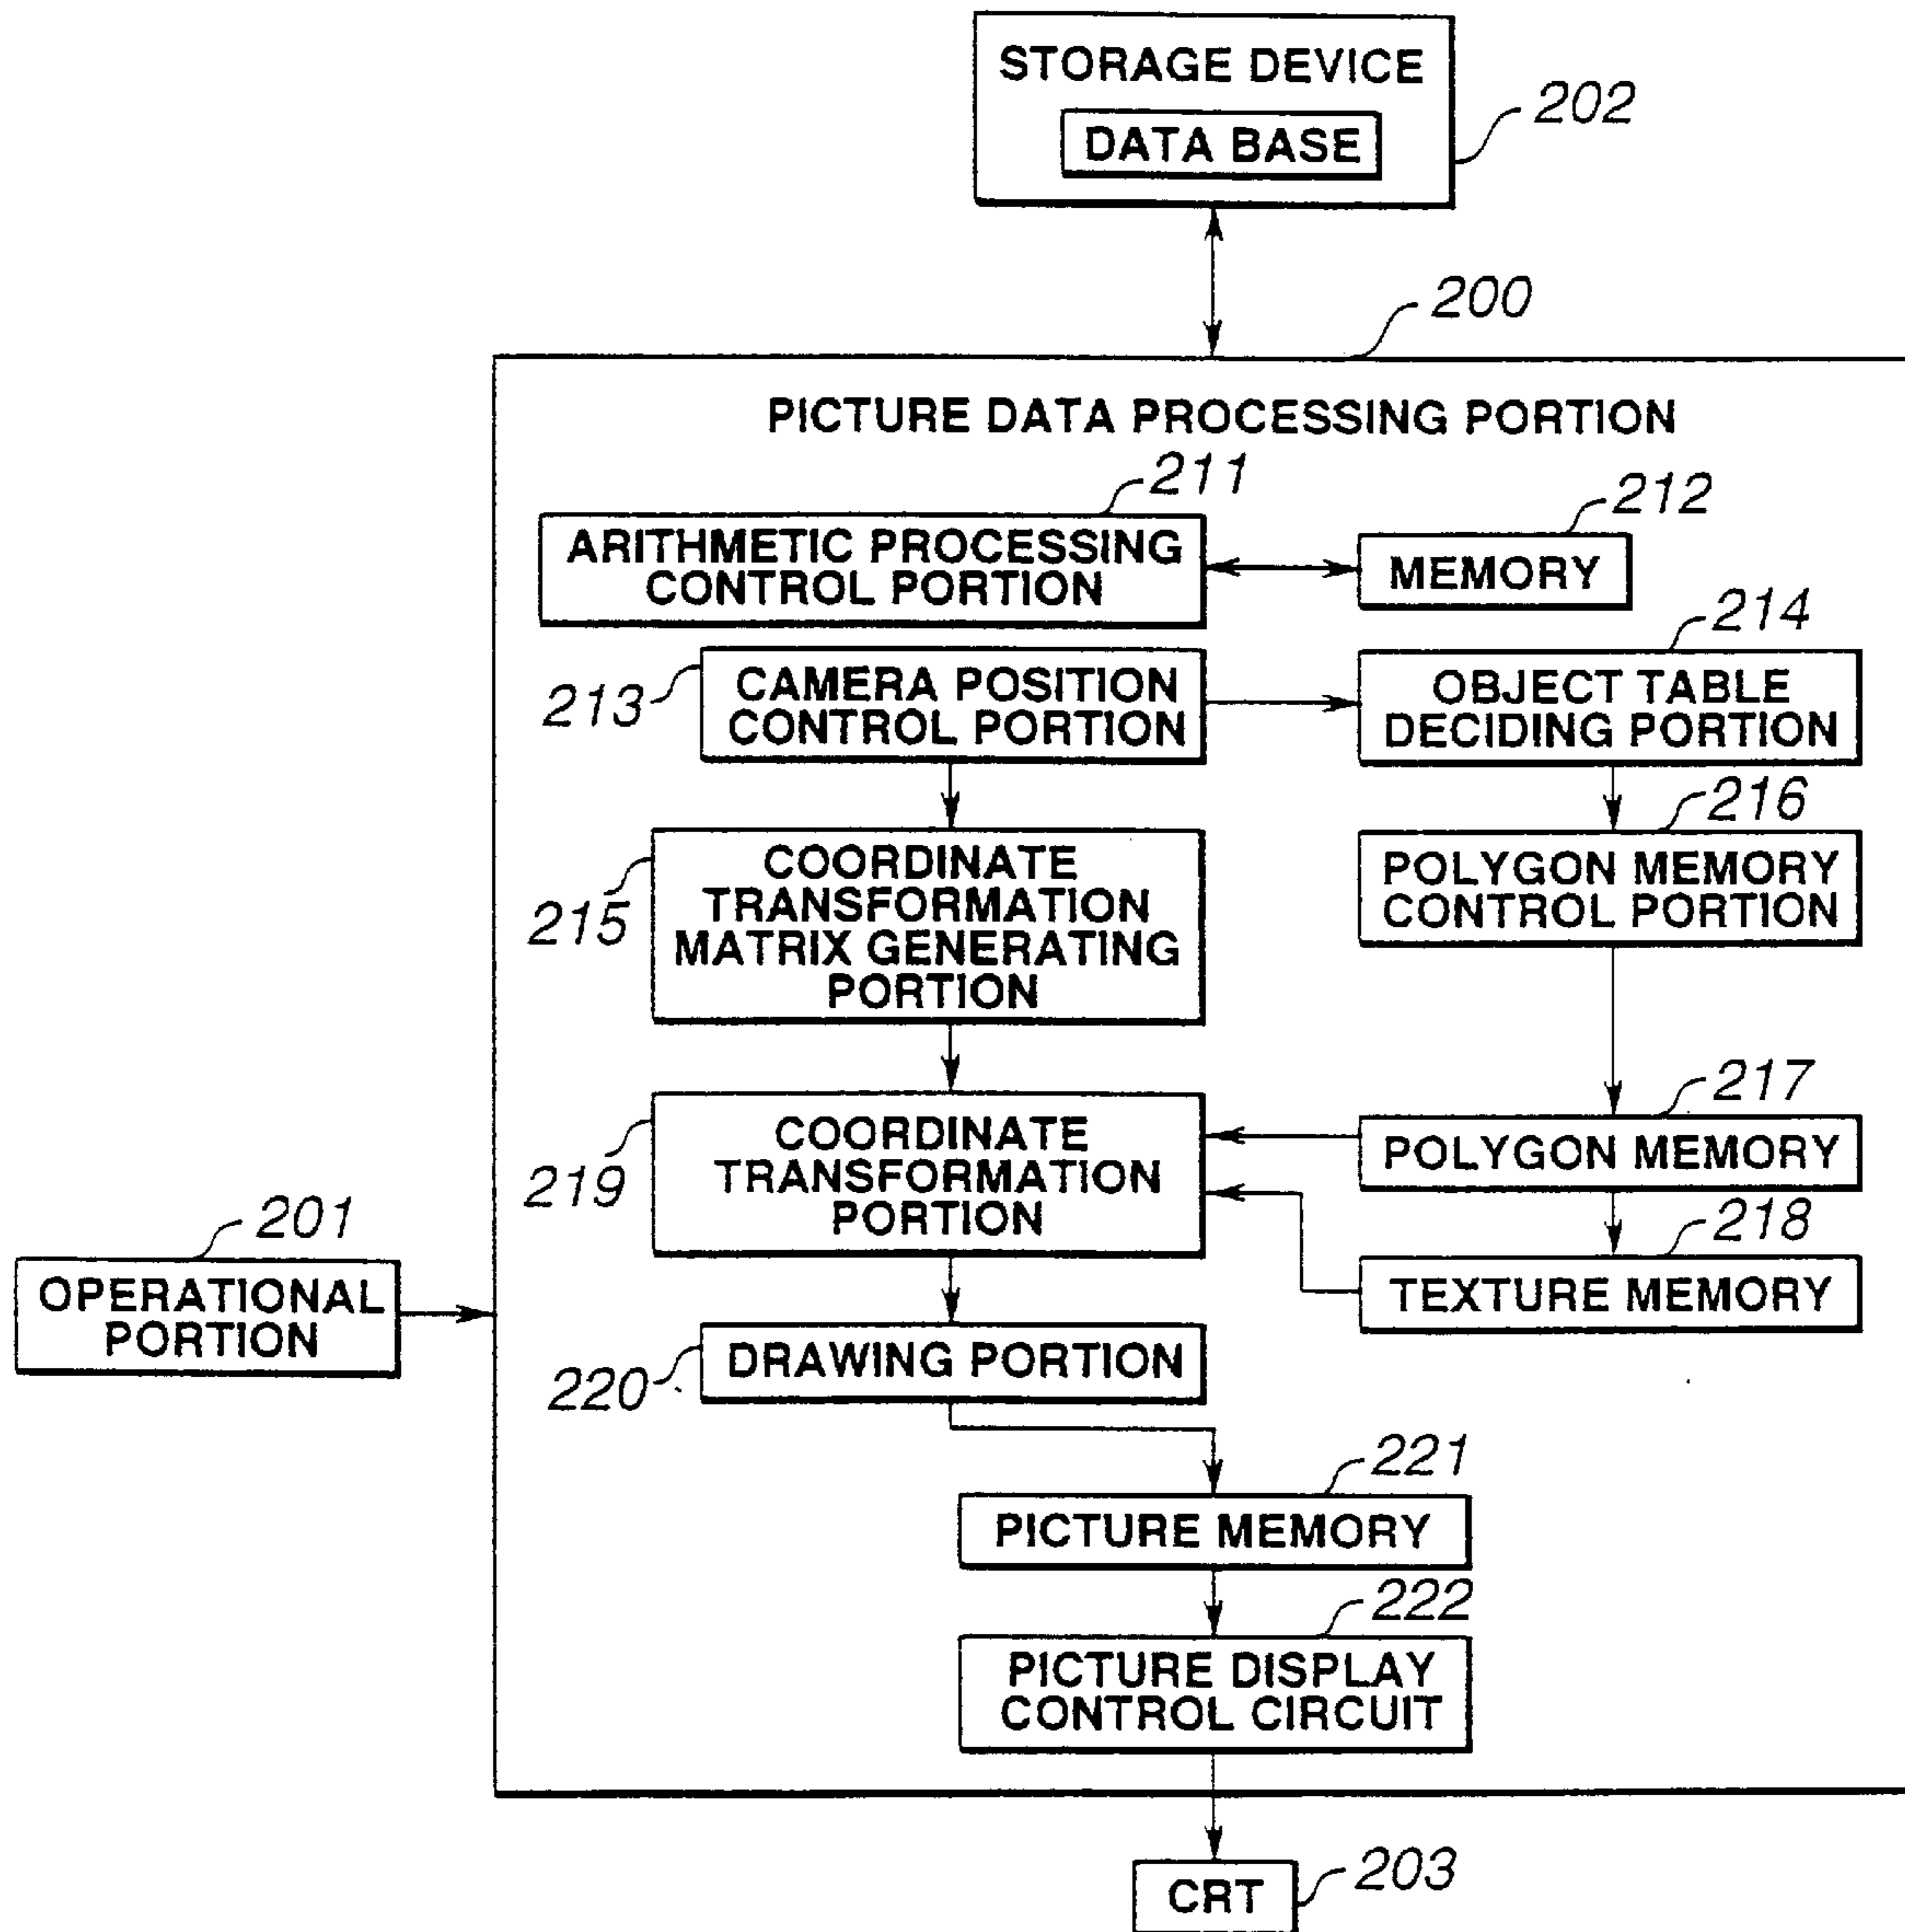 STORAGE DEVICE
DATA BASE
202
200
PICTURE DATA PROCESSING PORTION
211
ARITHMETIC PROCESSING
CONTROL PORTION
212
MEMORY
213
CAMERA POSITION
CONTROL PORTION
214
OBJECT TABLE
DECIDING PORTION
215
COORDINATE
TRANSFORMATION
MATRIX GENERATING
PORTION
216
POLYGON MEMORY
CONTROL PORTION
219
COORDINATE
TRANSFORMATION
PORTION
217
POLYGON MEMORY
218
TEXTURE MEMORY
201
OPERATIONAL
PORTION
220
DRAWING PORTION
221
PICTURE MEMORY
222
PICTURE DISPLAY
CONTROL CIRCUIT
CRT
203